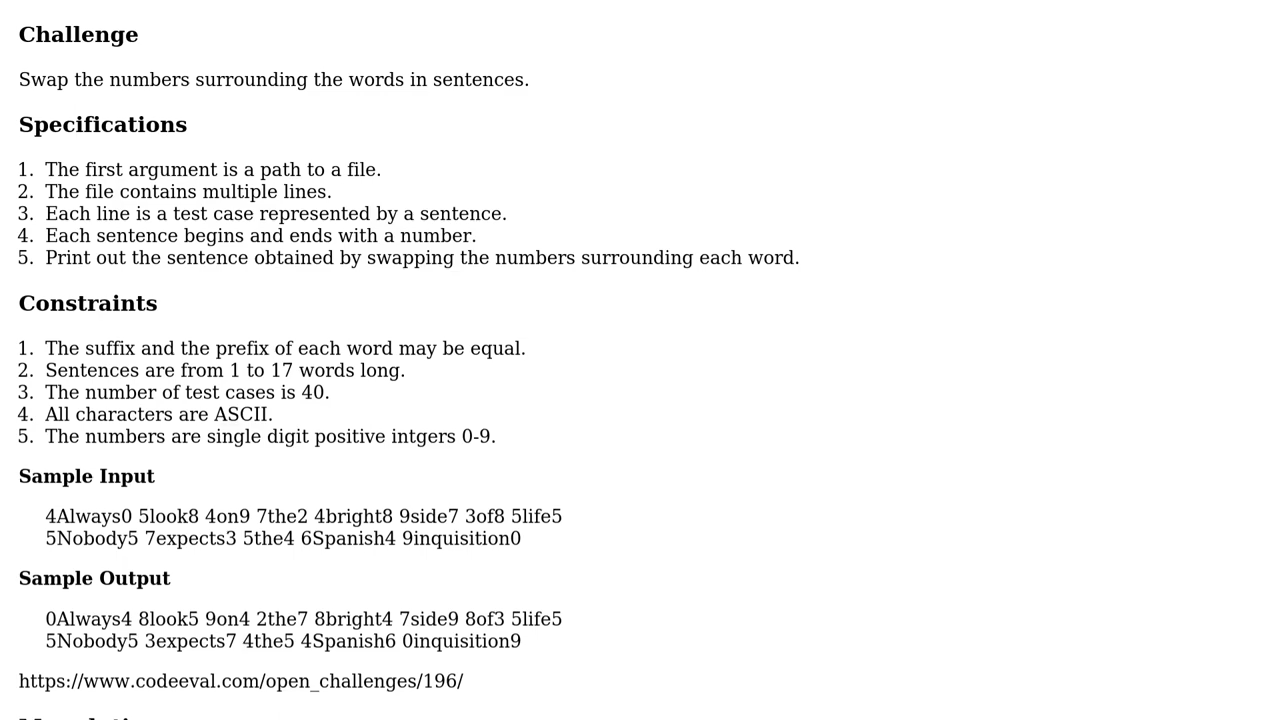 Challenge
Swap the numbers surrounding the words in sentences.
Specifications
1. The first argument is a path to a file.
2. The file contains multiple lines.
3. Each line is a test case represented by a sentence.
4. Each sentence begins and ends with a number.
5. Print out the sentence obtained by swapping the numbers surrounding each word.
Constraints
1. The suffix and the prefix of each word may be equal.
2. Sentences are from 1 to 17 words long.
3. The number of test cases is 40.
4. All characters are ASCII.
5. The numbers are single digit positive intgers 0-9.
Sample Input
4Always0 5look8 4on9 7the2 4bright8 9side7 3of8 5life5
5Nobody5 7expects3 5the4 6Spanish4 9inquisition0
Sample Output
0Always4 8look5 9on4 2the7 8bright4 7side9 8of3 5life5
5Nobody5 3expects7 4the5 4Spanish6 0inquisition9
https://www.codeeval.com/open_challenges/196/